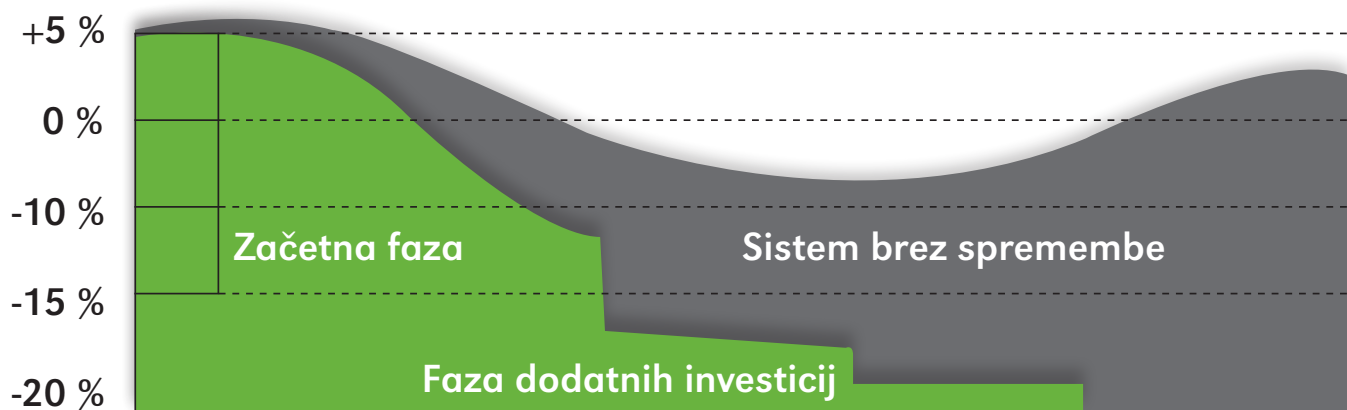 +5 %
0 %
-10 %
Začetna faza
Sistem brez spremembe
-15 %
Faza dodatnih investicij
-20 %